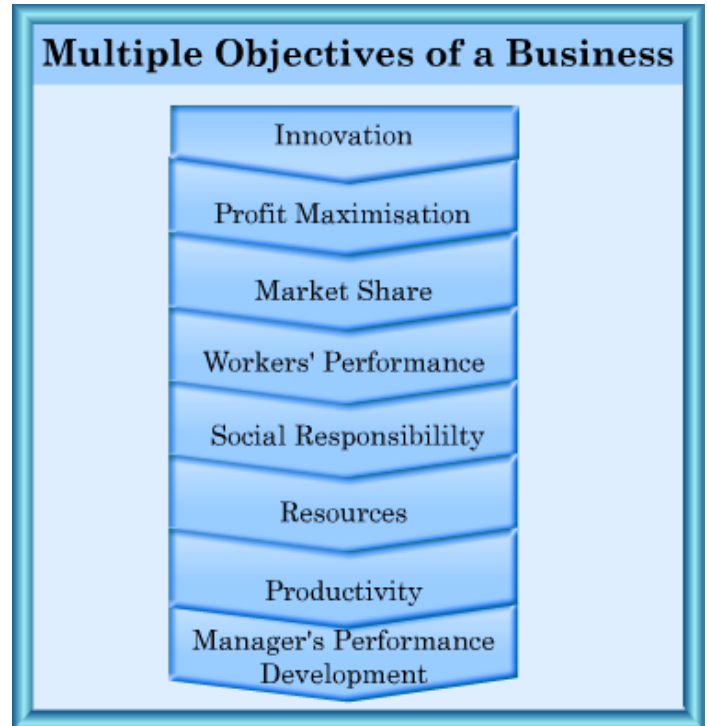 Multiple Objectives of a Business
Innovation
Profit Maximisation
Market Share
Workers' Performance
Social Responsibililty
Resources
Productivity
Manager's Performance
Development